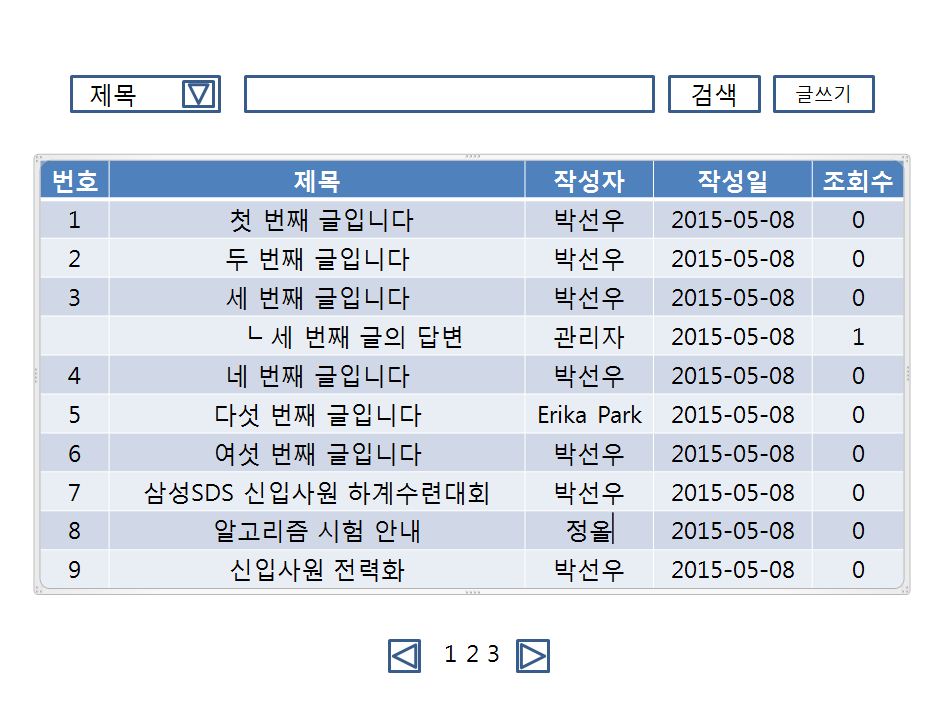 제목 검색 글쓰기
번호 제목 작성자 작성일 조회수
1 첫 번째 글입니다 박선우 2015-05-08 0
2 두 번째 글입니다 박선우 2015-05-08 0
3 세 번째 글입니다 박선우 2015-05-08 0
┗ 세 번째 글의 답변 관리자 2015-05-08 1
4 네 번째 글입니다 박선우 2015-05-08 0
5 다섯 번째 글입니다 Erika Park 2015-05-08 0
6 여섯 번째 글입니다 박선우 2015-05-08 0
7 삼성SDS 신입사원 하계수련대회 박선우 2015-05-08 0
8 알고리즘 시험 안내 정올 2015-05-08 0
9 신입사원 전력화 박선우 2015-05-08 0
1 2 3